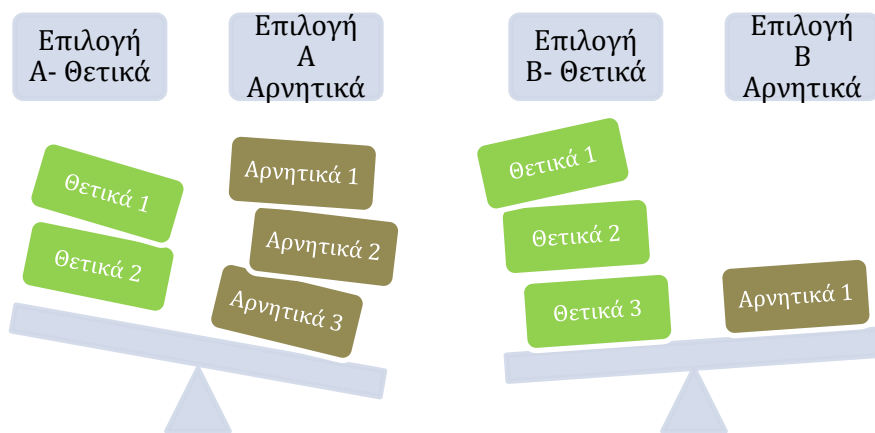 Επιλογή
Α- Θετικά
Επιλογή
Α
Αρνητικά
Θετικά 1
Θετικά 2
Αρνητικά 1
Αρνητικά 2
Αρνητικά 3
Επιλογή
Β- Θετικά
Επιλογή
Β
Αρνητικά
Θετικά 1
Θετικά 2
Θετικά 3
Αρνητικά 1